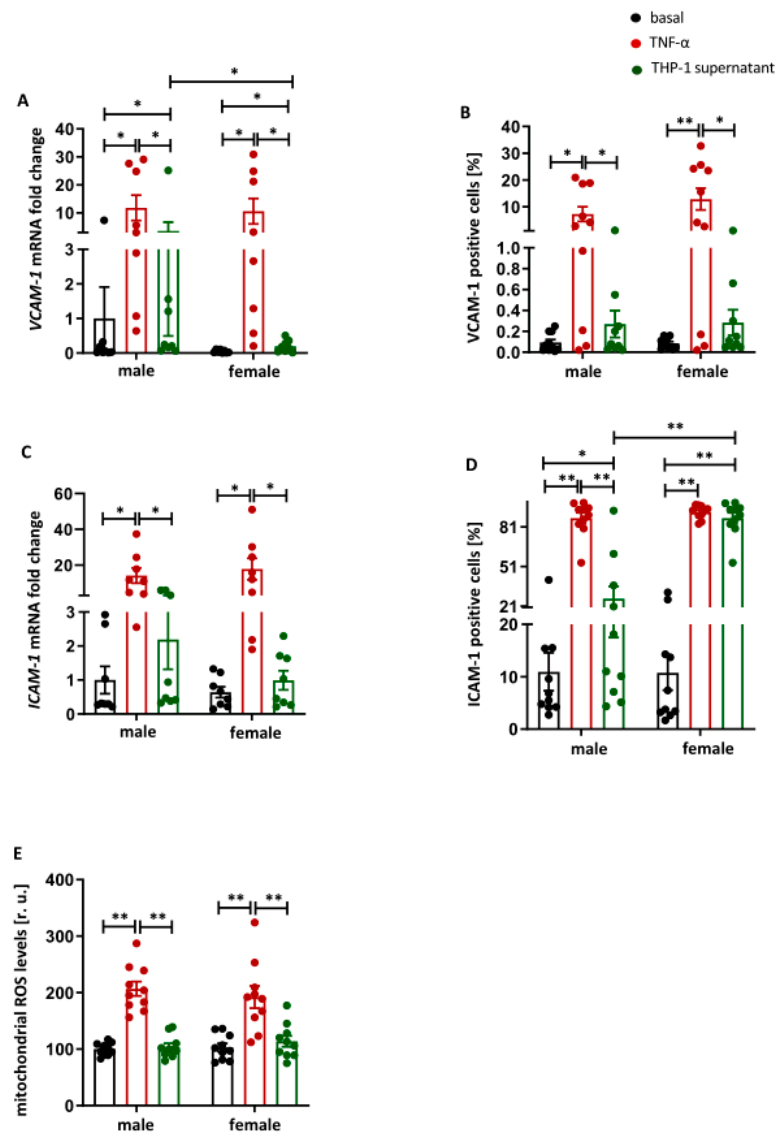 basal
TNF-α
THP-1 supernatant
A
*
*
*
* * * *
VCAM-1 mRNA fold change
40
30
20
10
3
2
1
0
male female
B
* * ** *
VCAM-1 positive cells [%]
40
30
20
10
1.0
0.8
0.6
0.4
0.2
0.0
male female
C
* * * *
ICAM-1 mRNA fold change
60
40
20
2
1
0
male female
D
**
* **
** ** **
ICAM-1 positive cells [%]
81
51
21
20
10
0
male female
E
** ** ** **
mitochondrial ROS levels [r. u.]
400
300
200
100
0
male female